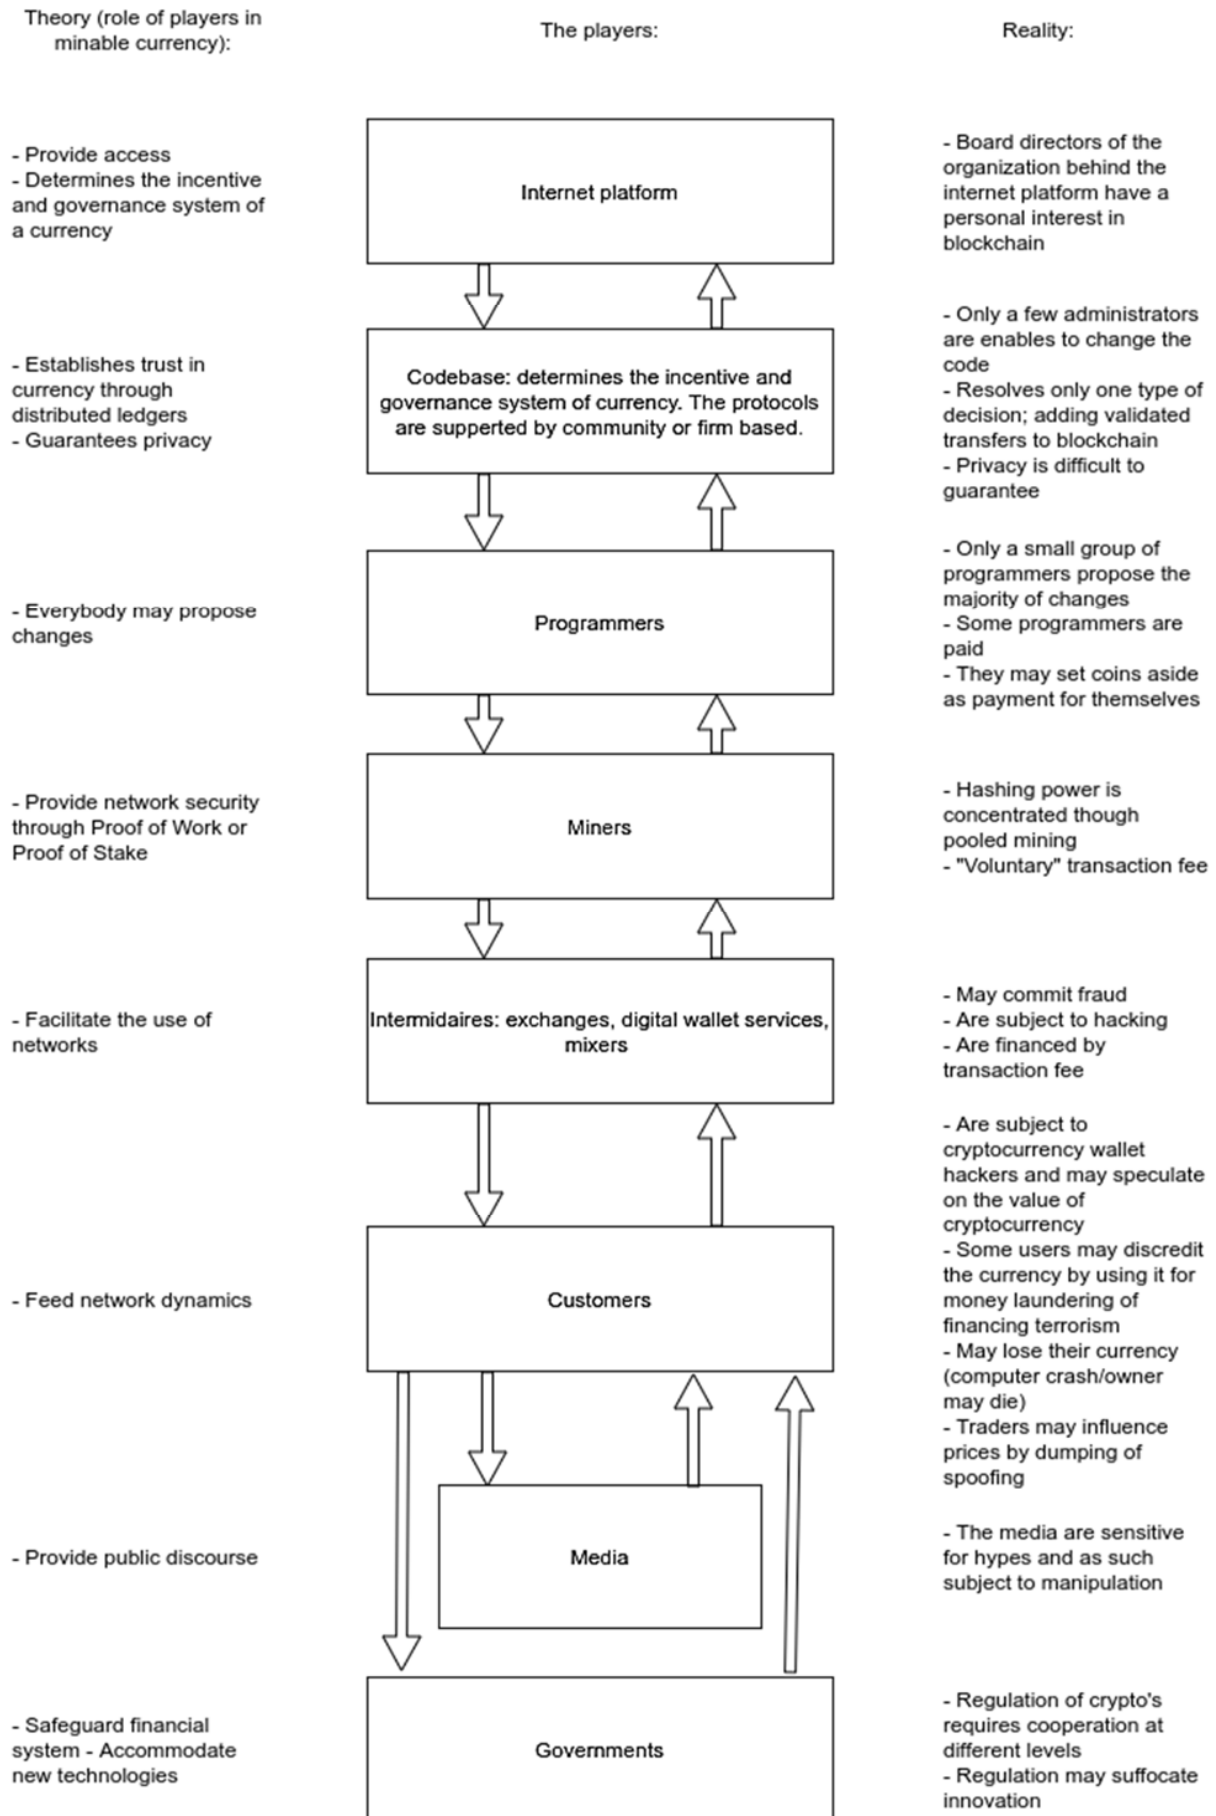 Theory (role of players in
minable currency):
The players:
Reality:
- Provide access
- Determines the incentive
and governance system of
a currency
Internet platform
- Board directors of the
organization behind the
internet platform have a
personal interest in
blockchain
- Establishes trust in
currency through
distributed ledgers
- Guarantees privacy
Codebase: determines the incentive and
governance system of currency. The protocols
are supperted by community or firm based.
- Only a few administrators
are enables to change the
code
- Resolves only one type of
decision; adding validated
transfers to blockchain
- Privacy is difficult to
guarantee
- Everybody may propose
changes
Programmers
- Only a small group of
programmers propose the
majority of changes
- Some programmers are
paid
- They may set coins aside
as payment for themselves
- Provide network security
through Proof of Work or
Proof of Stake
Miners
- Hashing power is
concentrated though
pooled mining
- "Voluntary" transaction fee
- Facilitate the use of
networks
Intermidaires: exchanges, digital wallet services,
mixers
- May commit fraud
- Are subject to hacking
- Are financed by
transaction fee
- Feed network dynamics
Customers
- Are subject to
cryptocurrency wallet
hackers and may speculate
on the value of
cryptocurrency
- Some users may discredit
the currency by using it for
money laundering of
financing terrorism
- May lose their currency
(computer crash/owner
may die)
- Traders may influence
prices by dumping of
spoofing
- Provide public discourse
Media
- The media are sensitive
for hypes and as such
subject to manipulation
- Safeguard financial
system - Accommodate
new technologies
Governments
- Regulation of crypto's
requires cooperation at
different levels
- Regulation may suffocate
innovation